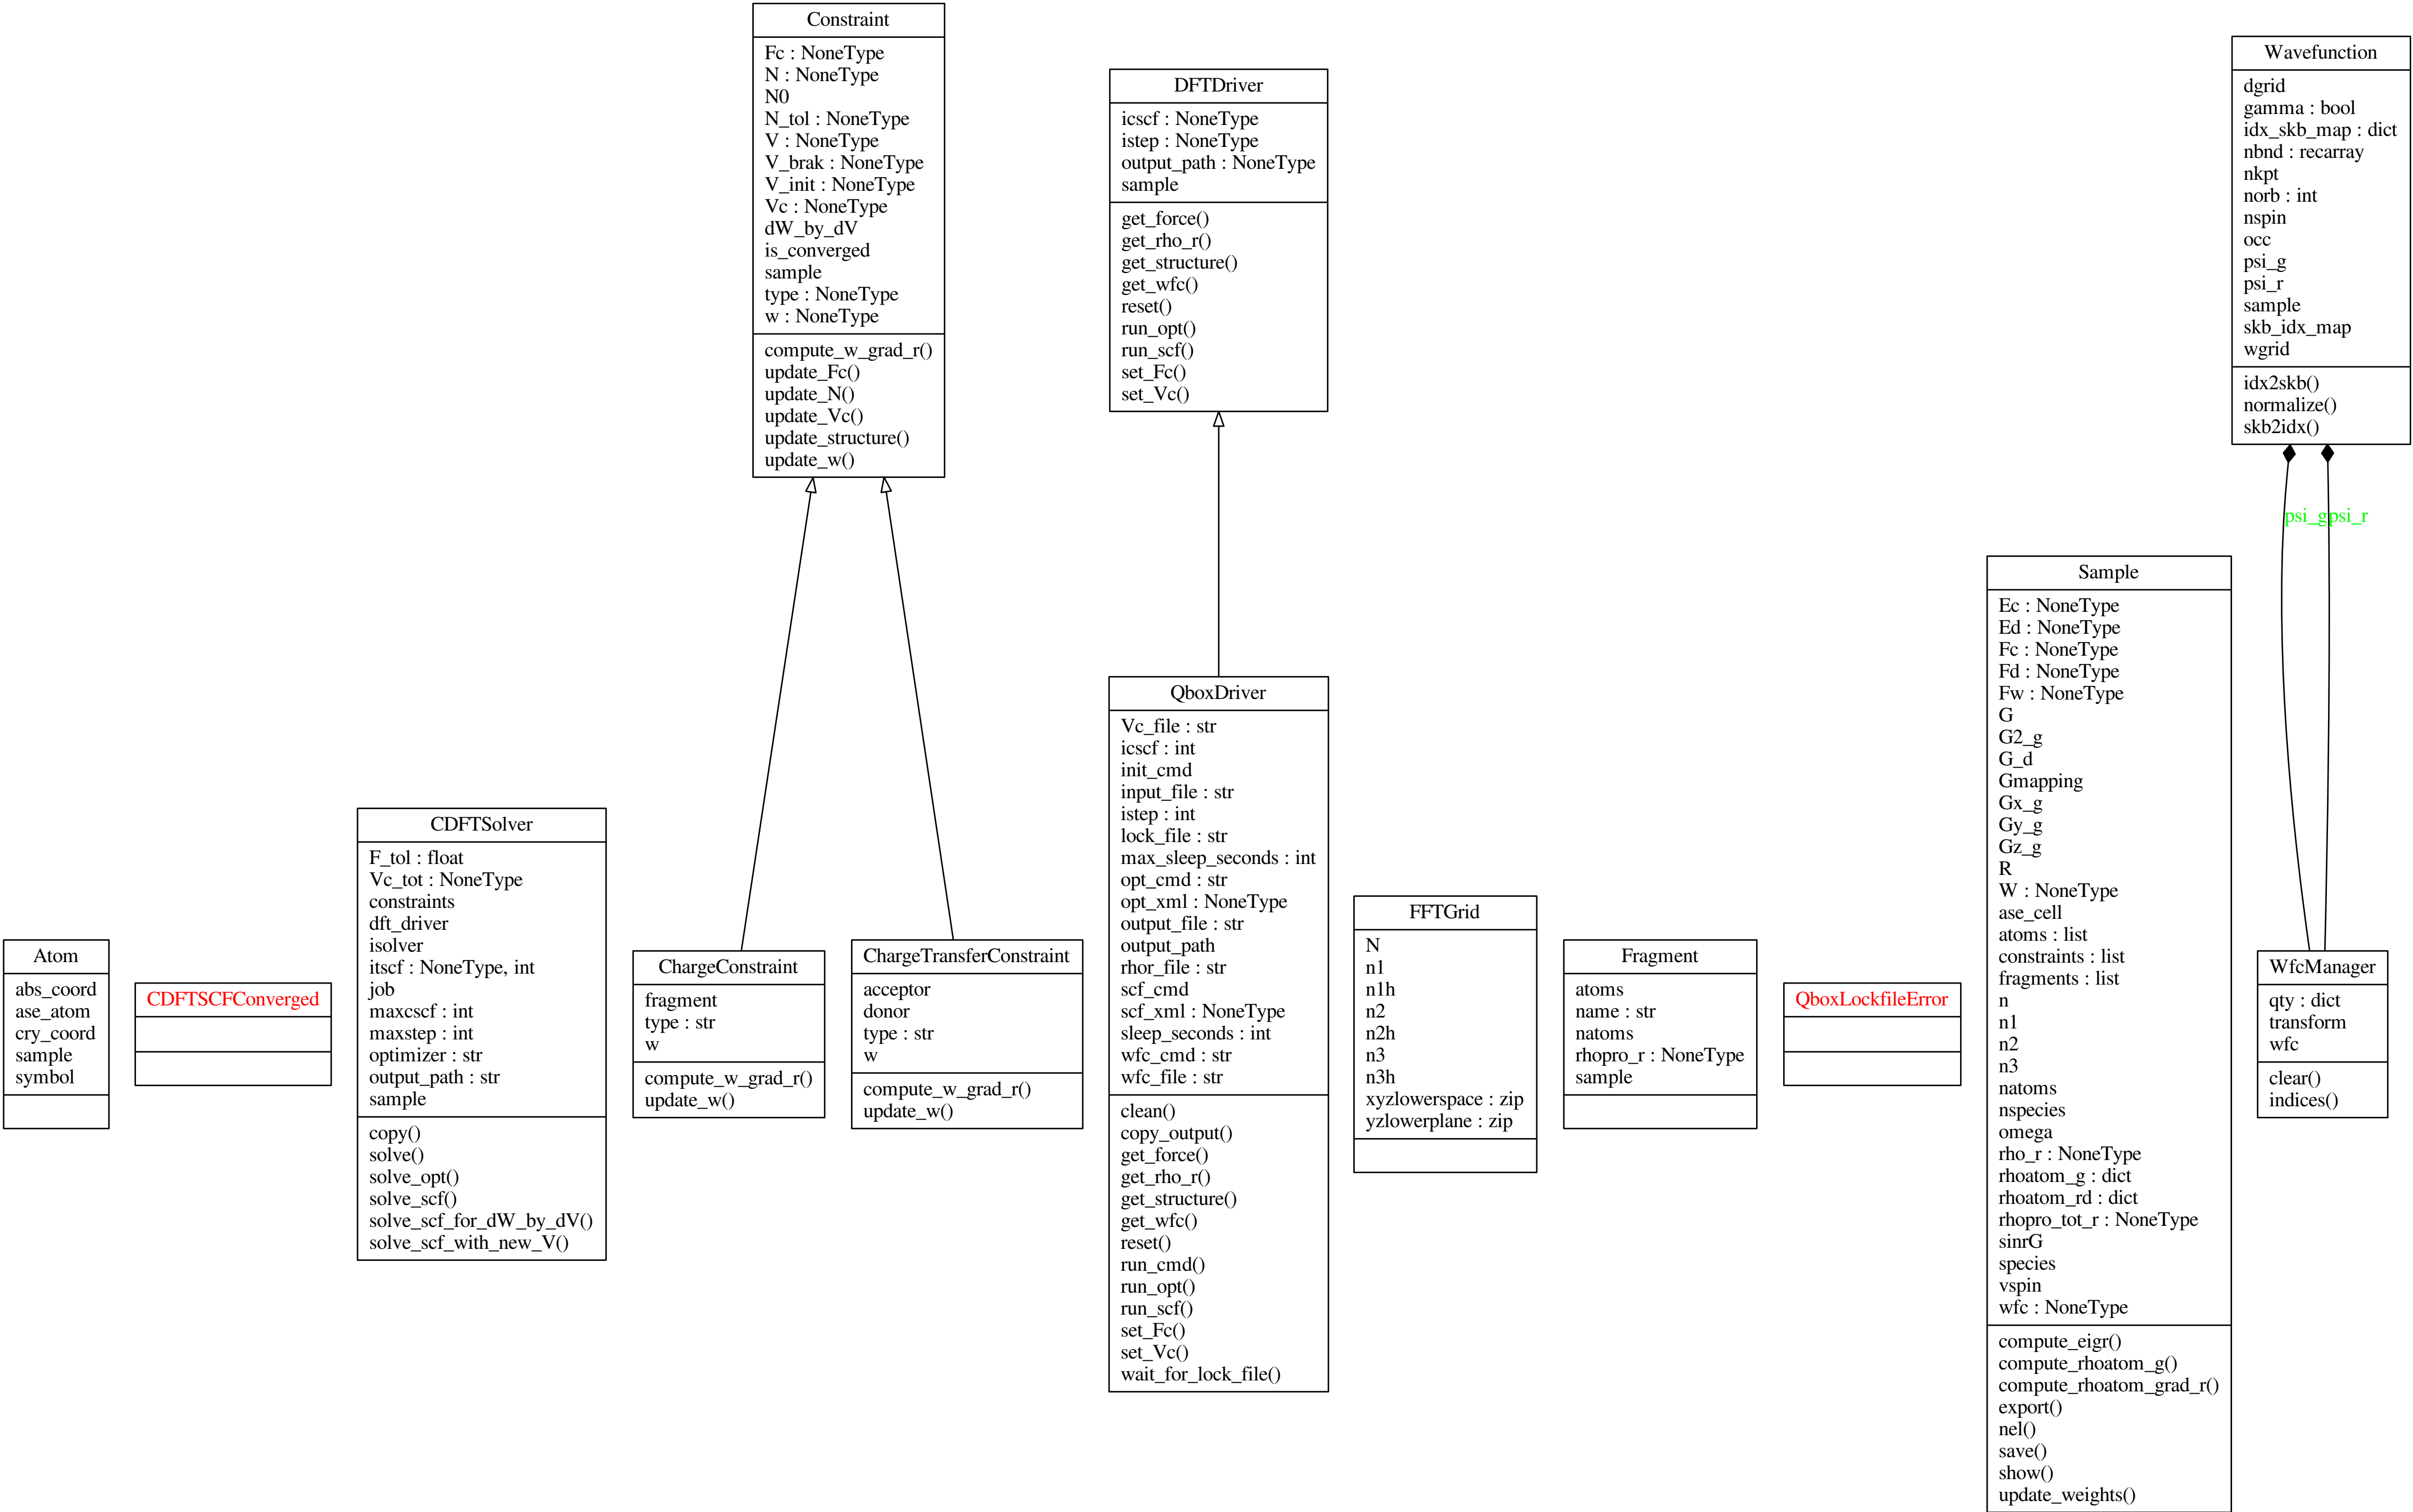 Constraint
Fc : NoneType
N : NoneType
N0
N_tol : NoneType
V : NoneType
V_brak : NoneType
V_init : NoneType
Vc : NoneType
dW_by_dV
is_converged
sample
type : NoneType
w : NoneType
compute_w_grad_r()
update_Fc()
update_N()
update_Vc()
update_structure()
update_w()
DFTDriver
icscf : NoneType
istep : NoneType
output_path : NoneType
sample
get_force()
get_rho_r()
get_structure()
get_wfc()
reset()
run_opt()
run_scf()
set_Fc()
set_Vc()
Wavefunction
dgrid
gamma : bool
idx_skb_map : dict
nbnd : recarray
nkpt
norb : int
nspin
occ
psi_g
psi_r
sample
skb_idx_map
wgrid
idx2skb()
normalize()
skb2idx()
psi_g
psi_r
Atom
abs_coord
ase_atom
cry_coord
sample
symbol
CDFTSCFConverged
CDFTSolver
F_tol : float
Vc_tot : NoneType
constraints
dft_driver
isolver
itscf : NoneType, int
job
maxcscf : int
maxstep : int
optimizer : str
output_path : str
sample
copy()
solve()
solve_opt()
solve_scf()
solve_scf_for_dW_by_dV()
solve_scf_with_new_V()
ChargeConstraint
fragment
type : str
w
compute_w_grad_r()
update_w()
ChargeTransferConstraint
acceptor
donor
type : str
w
compute_w_grad_r()
update_w()
QboxDriver
Vc_file : str
icscf : int
init_cmd
input_file : str
istep : int
lock_file : str
max_sleep_seconds : int
opt_cmd : str
opt_xml : NoneType
output_file : str
output_path
rhor_file : str
scf_cmd
scf_xml : NoneType
sleep_seconds : int
wfc_cmd : str
wfc_file : str
clean()
copy_output()
get_force()
get_rho_r()
get_structure()
get_wfc()
reset()
run_cmd()
run_opt()
run_scf()
set_Fc()
set_Vc()
wait_for_lock_file()
FFTGrid
N
n1
n1h
n2
n2h
n3
n3h
xyzlowerspace : zip
yzlowerplane : zip
Fragment
atoms
name : str
natoms
rhopro_r : NoneType
sample
QboxLockfileError
Sample
Ec : NoneType
Ed : NoneType
Fc : NoneType
Fd : NoneType
Fw : NoneType
G
G2_g
G_d
Gmapping
Gx_g
Gy_g
Gz_g
R
W : NoneType
ase_cell
atoms : list
constraints : list
fragments : list
n
n1
n2
n3
natoms
nspecies
omega
rho_r : NoneType
rhoatom_g : dict
rhoatom_rd : dict
rhopro_tot_r : NoneType
sinrG
species
vspin
wfc : NoneType
compute_eigr()
compute_rhoatom_g()
compute_rhoatom_grad_r()
export()
nel()
save()
show()
update_weights()
WfcManager
qty : dict
transform
wfc
clear()
indices()